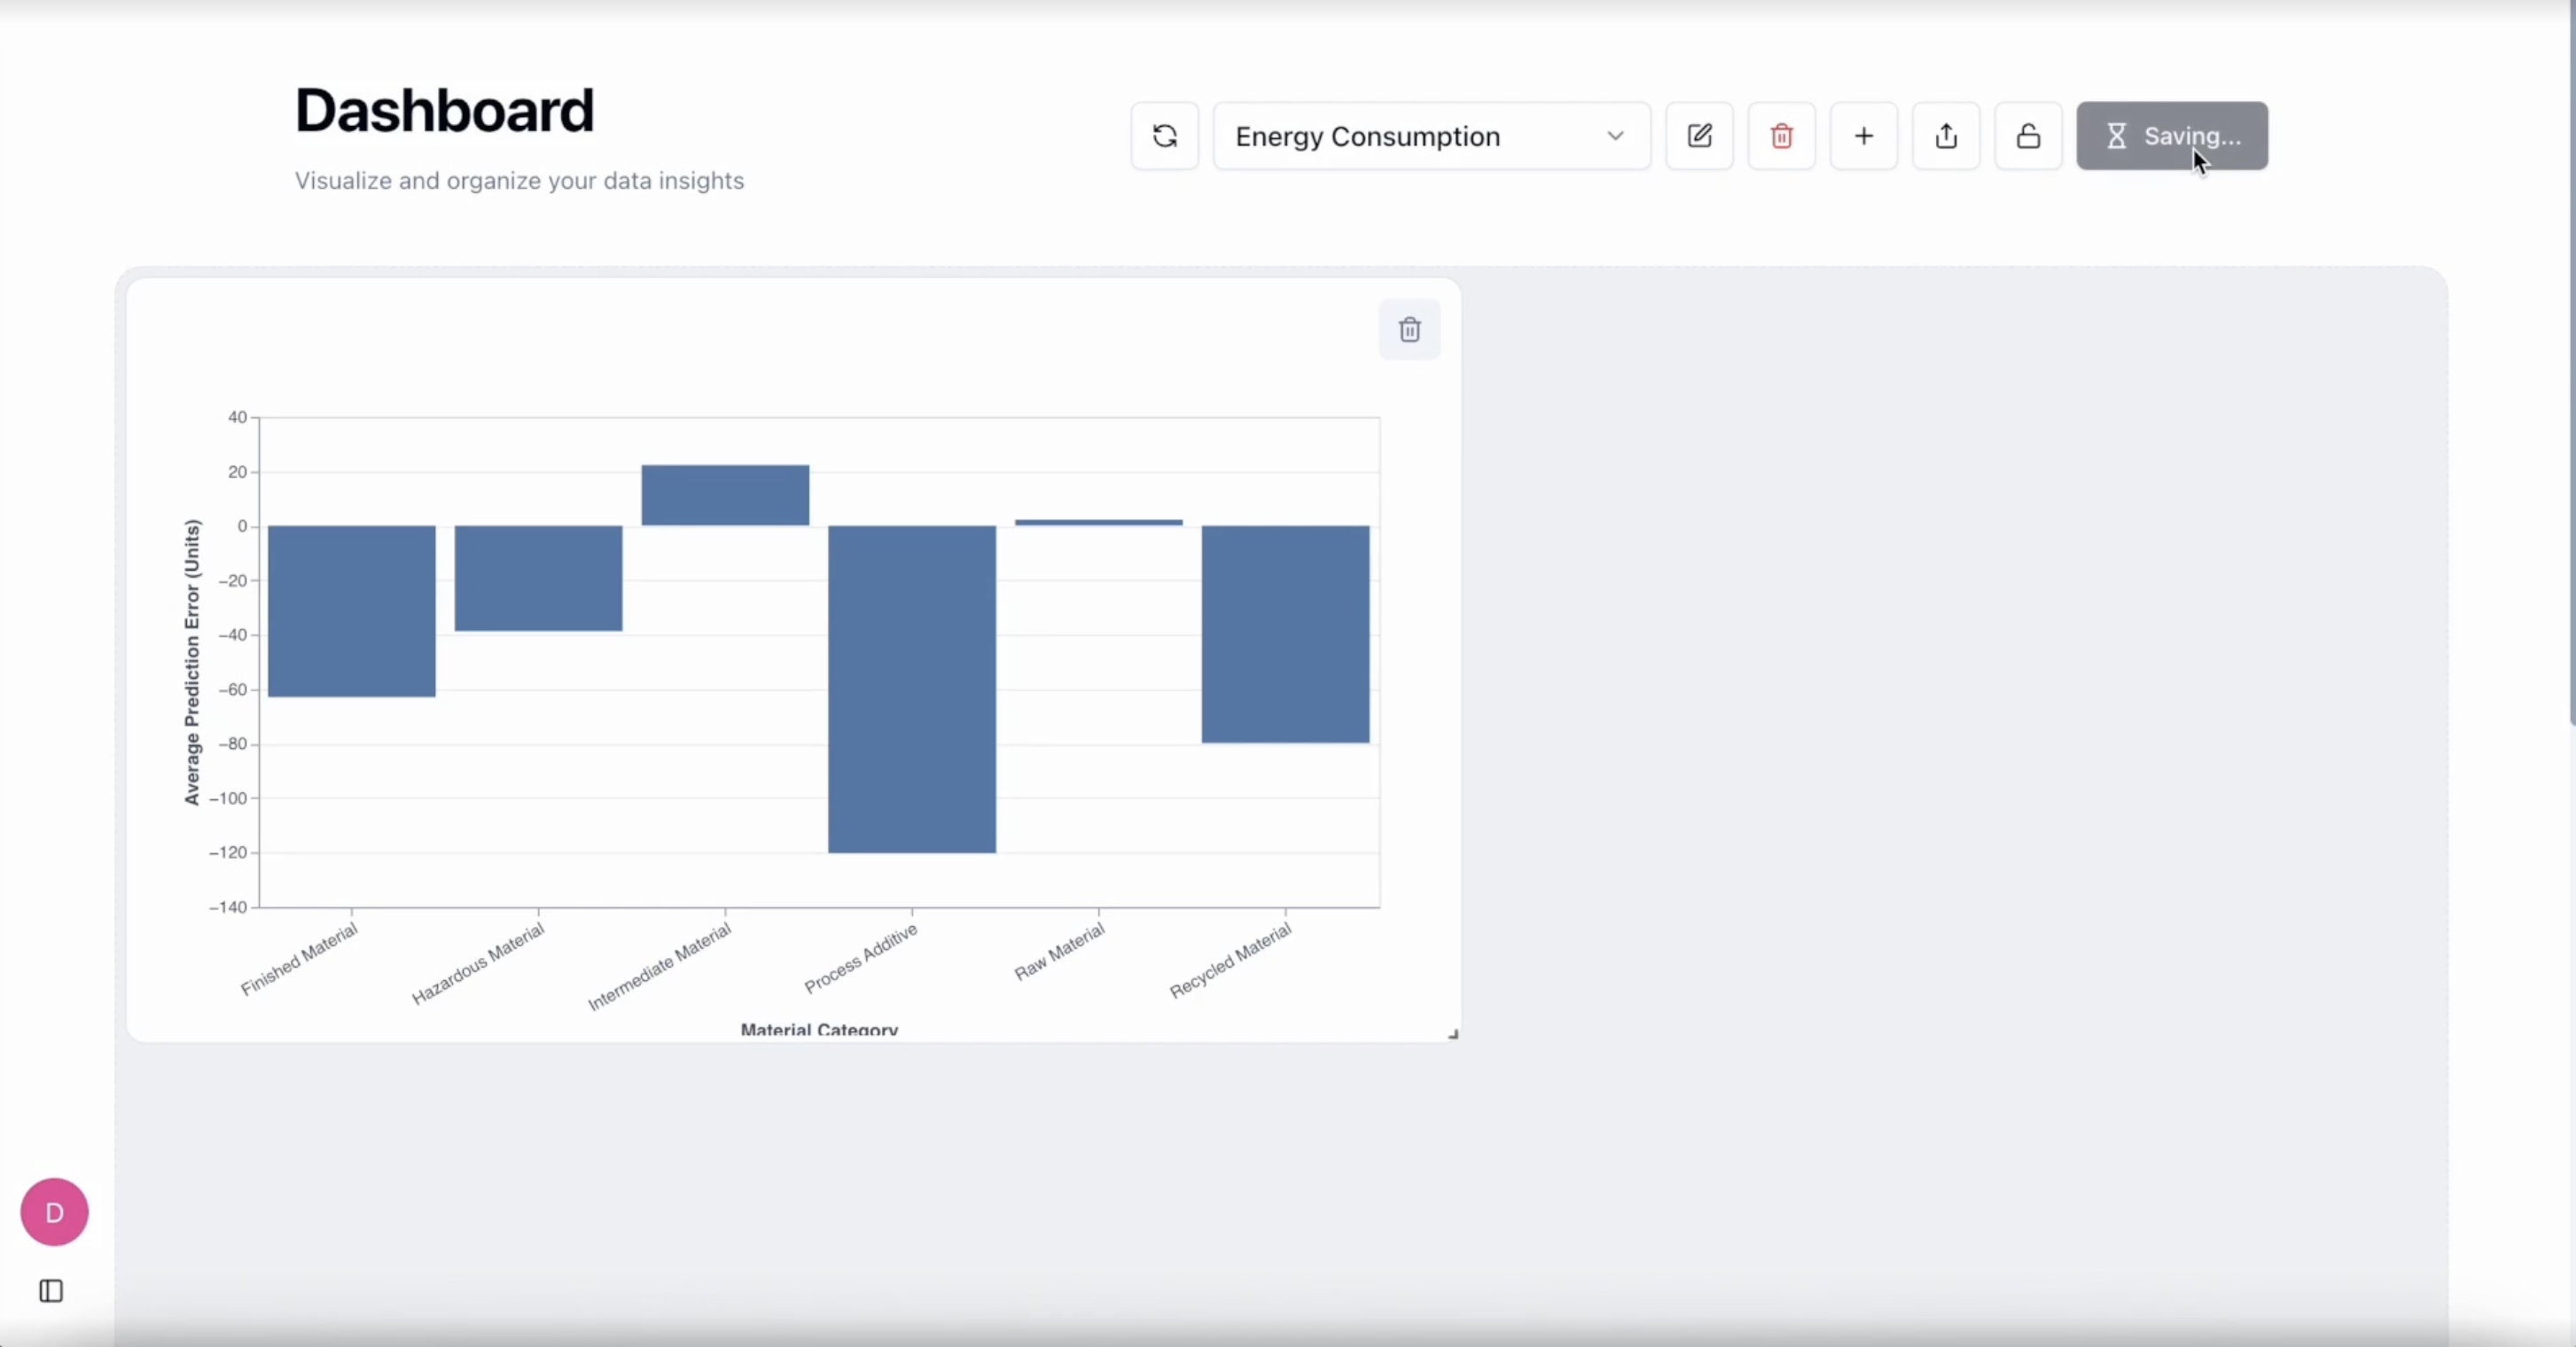 Dashboard
Visualize and organize your data insights
Energy Consumption
Saving...
Average Prediction Error (Units)
40
20
0
−20
−40
−60
−80
−100
−120
−140
Finished Material
Hazardous Material
Intermediate Material
Process Additive
Raw Material
Recycled Material
Material Category
D